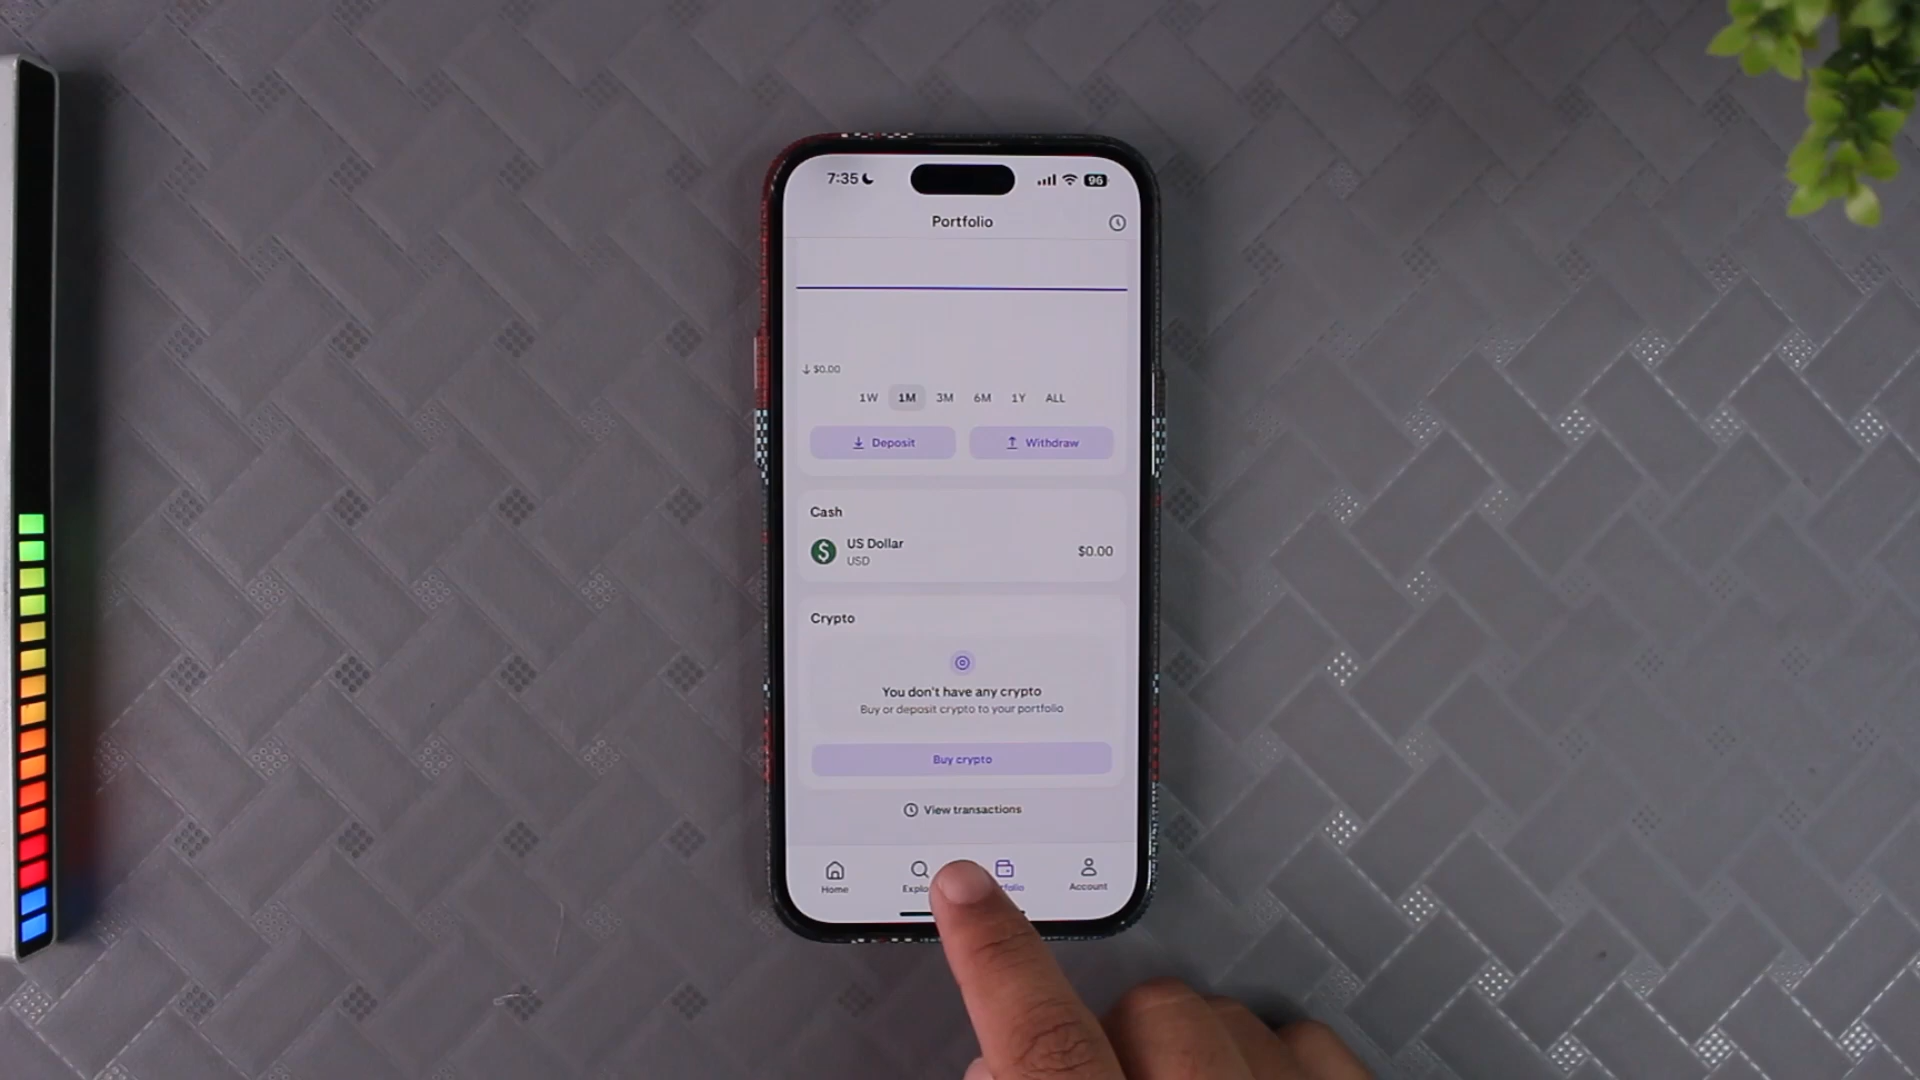 7:35
96
Portfolio
↓ $0.00
1W 1M 3M 6M 1Y ALL
Deposit Withdraw
Cash
US Dollar
USD
$0.00
Crypto
You don't have any crypto
Buy or deposit crypto to your portfolio
Buy crypto
View transactions
Home
Account